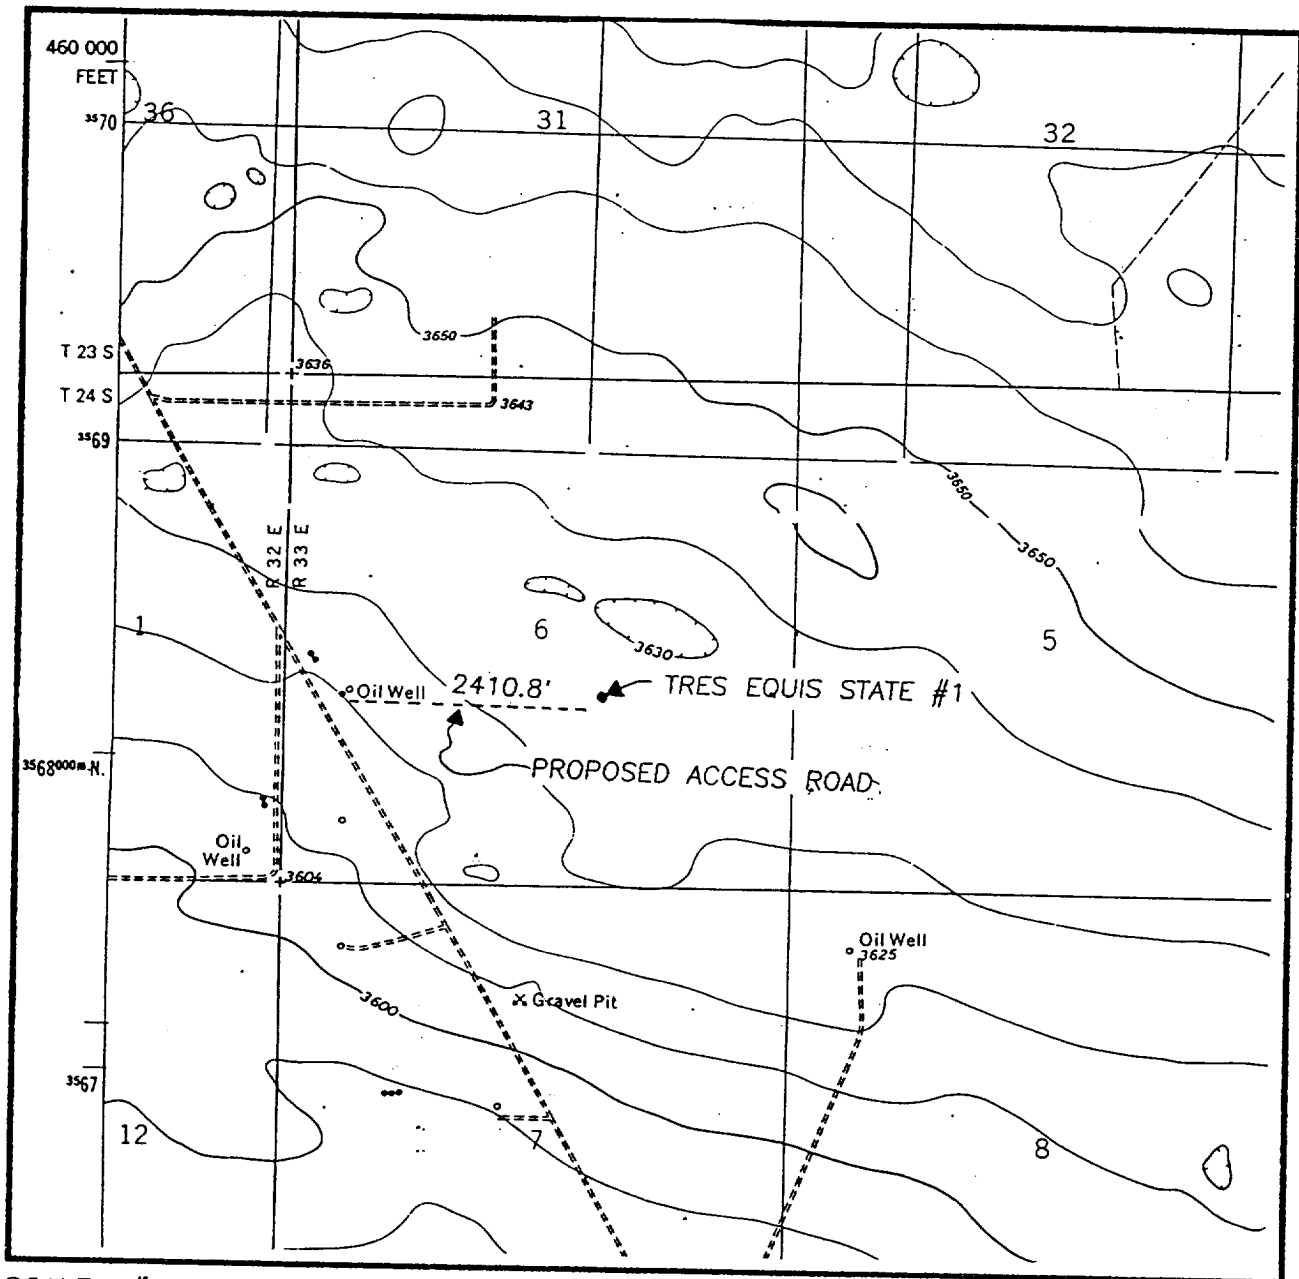 460 000
FEET
36
31
32
3570
3650
T 23 S
3636
T 24 S
3643
3569
3650
R 32 E
R 33 E
3650
1
6
5
3630
Oil Well
2410.8'
TRES EQUIS STATE #1
3568000m.N.
PROPOSED ACCESS ROAD
Oil
Well
3604
Oil Well
3625
3600
Gravel Pit
3567
12
7
8